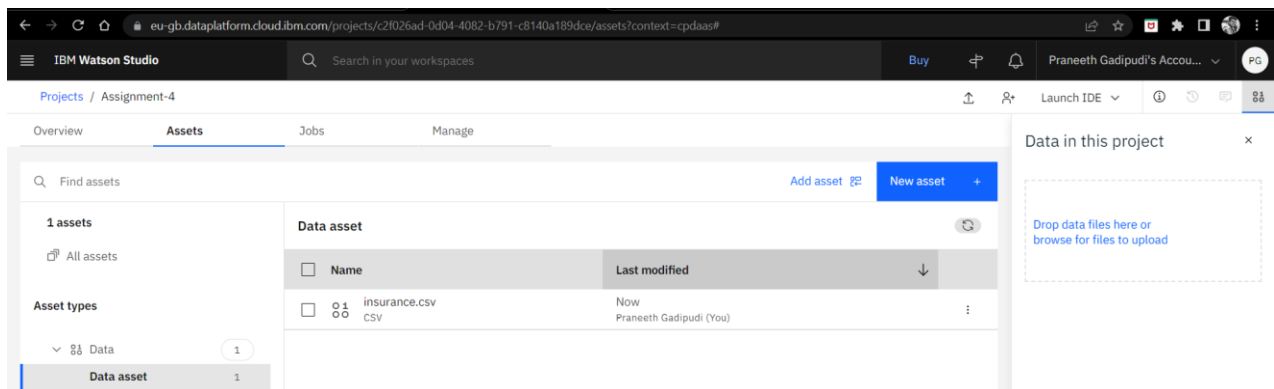 eu-gb.dataplatform.cloud.ibm.com/projects/c2f026ad-0d04-4082-b791-c8140a189dce/assets?context=cpdaas#
IBM Watson Studio
Search in your workspaces
Buy
Praneeth Gadipudi's Accou...
PG
Projects / Assignment-4
Launch IDE
Overview
Assets
Jobs
Manage
Data in this project
Find assets
Add asset
New asset +
Drop data files here or
browse for files to upload
1 assets
All assets
Data asset
Name
Last modified
Asset types
insurance.csv
CSV
Now
Praneeth Gadipudi (You)
Data
1
Data asset
1